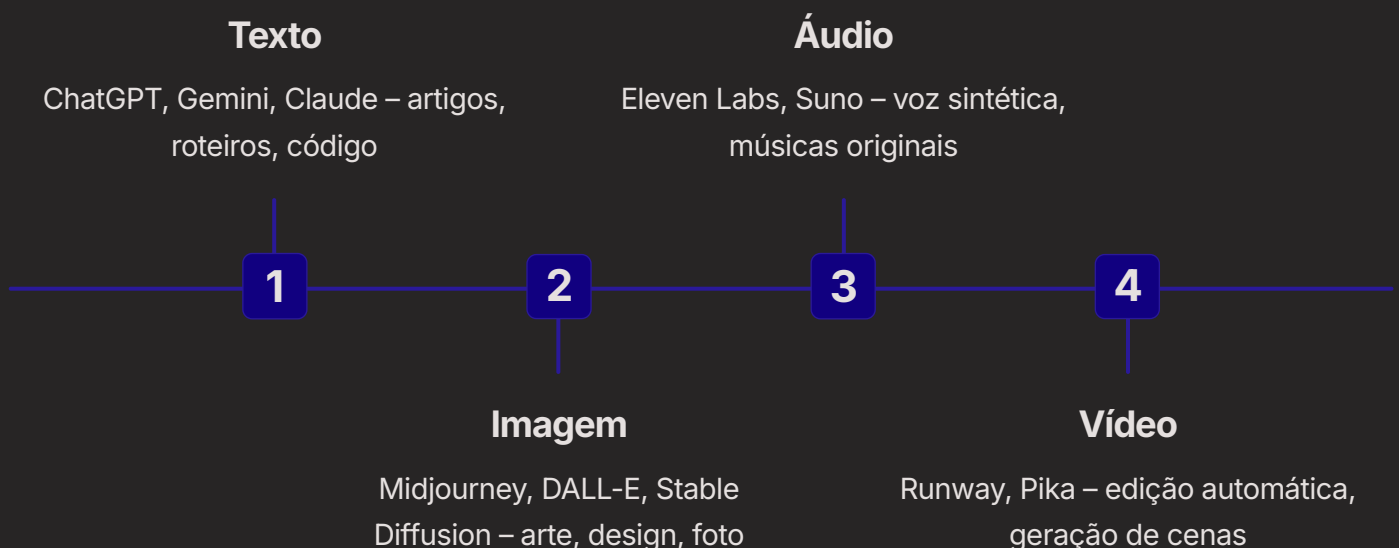 Texto
ChatGPT, Gemini, Claude – artigos,
roteiros, código
Áudio
Eleven Labs, Suno – voz sintética,
músicas originais
1
2
3
4
Imagem
Midjourney, DALL-E, Stable
Diffusion – arte, design, foto
Vídeo
Runway, Pika – edição automática,
geração de cenas